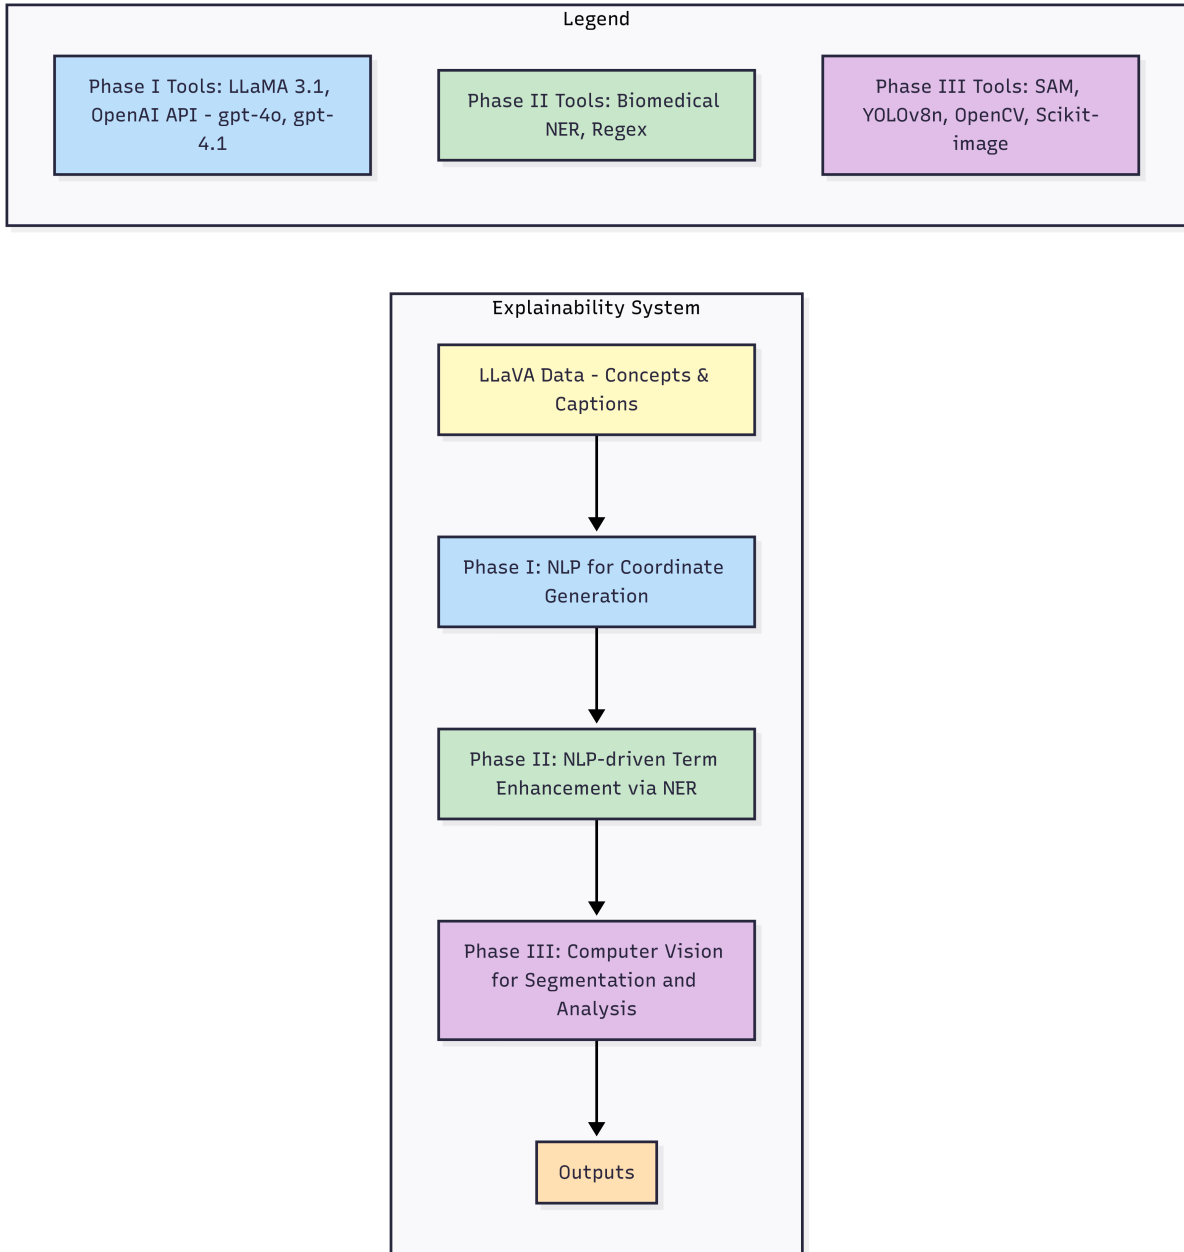 Legend
Phase I Tools: LLaMA 3.1,
OpenAI API - gpt-4o, gpt-
4.1
Phase II Tools: Biomedical
NER, Regex
Phase III Tools: SAM,
YOLOv8n, OpenCV, Scikit-
image
Explainability System
LLaVA Data - Concepts &
Captions
Phase I: NLP for Coordinate
Generation
Phase II: NLP-driven Term
Enhancement via NER
Phase III: Computer Vision
for Segmentation and
Analysis
Outputs